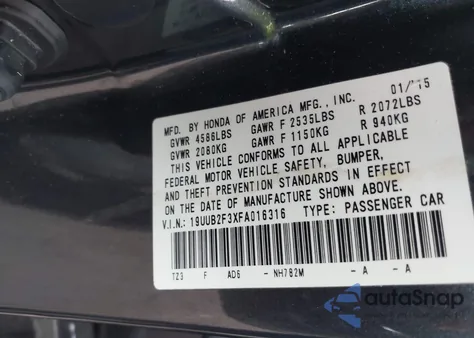 MFD. BY HONDA OF AMERICA MFG., INC. 01/15
GVWR 4586LBS GAWR F 2535LBS R 2072LBS
GVWR 2080KG GAWR F 1150KG R 940KG
THIS VEHICLE CONFORMS TO ALL APPLICABLE
FEDERAL MOTOR VEHICLE SAFETY, BUMPER,
AND THEFT PREVENTION STANDARDS IN EFFECT
ON THE DATE OF MANUFACTURE SHOWN ABOVE.
V.I.N.: 19UUB2F3XFA016316 TYPE: PASSENGER CAR
TZ3 F AD6 -NH782M -A -A
autoSnap